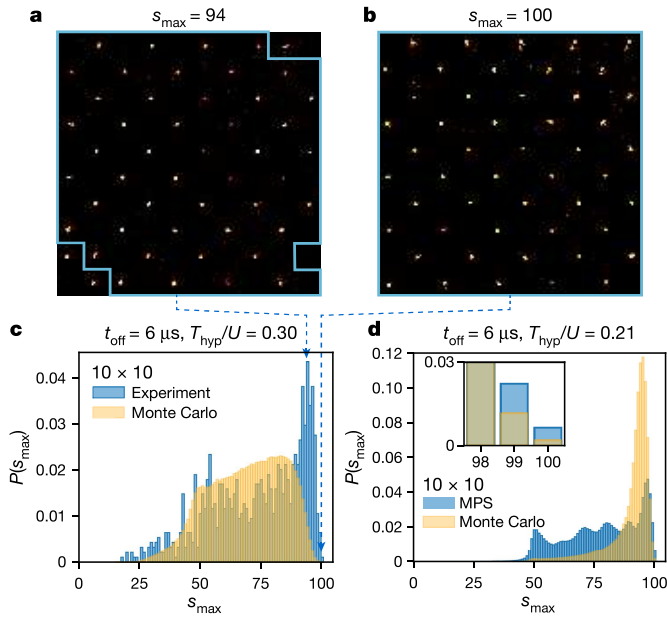 a
s_max = 94
b
s_max = 100
c
t_off = 6 μs, T_hyp/U = 0.30
10 × 10
Experiment
Monte Carlo
P(s_max)
0.04
0.03
0.02
0.01
0
0
25
50
75
100
s_max
d
t_off = 6 μs, T_hyp/U = 0.21
0.03
0
98
99
100
10 × 10
MPS
Monte Carlo
P(s_max)
0.12
0.10
0.08
0.06
0.04
0.02
0
0
25
50
75
100
s_max